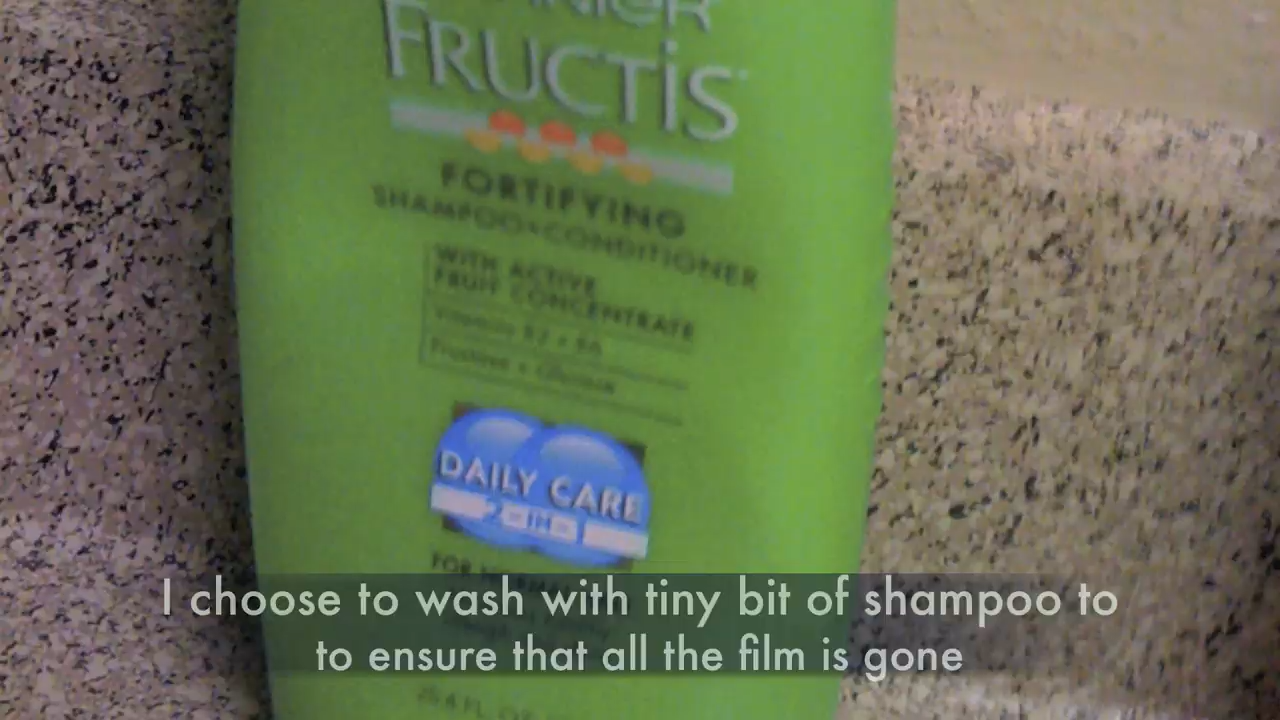 FRUCTiS
FORTIFYING
SHAMPOO+CONDITIONER
WITH ACTIVE
FRUIT CONCENTRATE
DAILY CARE
I choose to wash with tiny bit of shampoo to
to ensure that all the film is gone